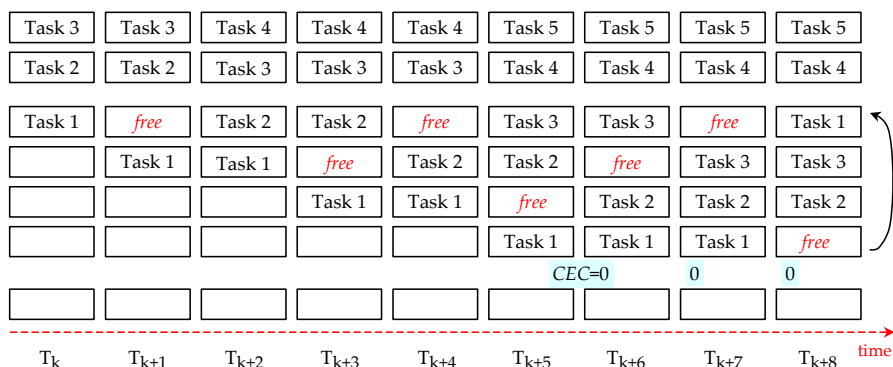 Task 3 Task 3 Task 4 Task 4 Task 4 Task 5 Task 5 Task 5 Task 5
Task 2 Task 2 Task 3 Task 3 Task 3 Task 4 Task 4 Task 4 Task 4
Task 1 free Task 2 Task 2 free Task 3 Task 3 free Task 1
Task 1 Task 1 free Task 2 Task 2 free Task 3 Task 3
Task 1 Task 1 free Task 2 Task 2 Task 2
Task 1 Task 1 Task 1 free
CEC=0 0 0
time
Tk Tk+1 Tk+2 Tk+3 Tk+4 Tk+5 Tk+6 Tk+7 Tk+8